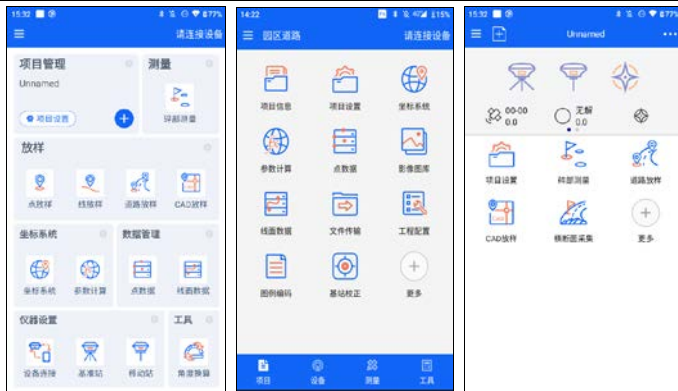 15:32
77%
请连接设备
项目管理
测量
Unnamed
项目设置
碎部测量
放样
点放样
线放样
道路放样
CAD放样
坐标系统
数据管理
坐标系统
参数计算
点数据
线面数据
仪器设置
工具
设备连接
基准站
移动站
角度换算
14:22
15%
园区道路
请连接设备
项目信息
项目设置
坐标系统
参数计算
点数据
影像图库
线面数据
文件传输
工程配置
图例编码
基站校正
更多
项目
设备
测量
工具
15:32
77%
Unnamed
00-00
0.0
无解
0.0
项目设置
碎部测量
道路放样
CAD放样
横断面采集
更多